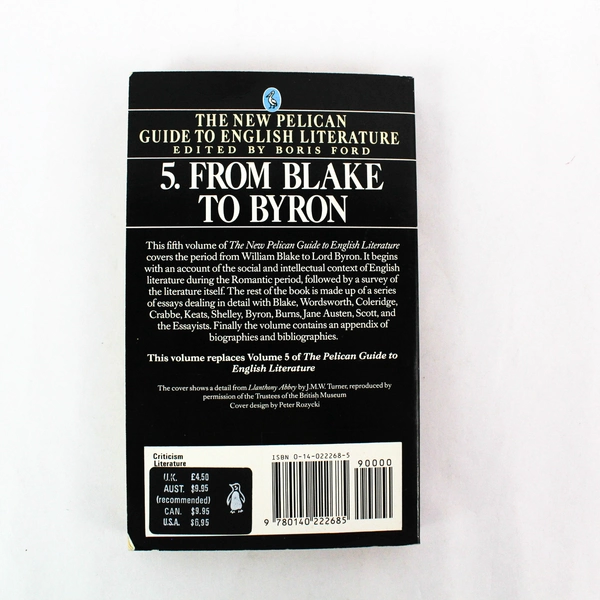 THE NEW PELICAN
GUIDE TO ENGLISH LITERATURE
EDITED BY BORIS FORD
5. FROM BLAKE
TO BYRON
This fifth volume of The New Pelican Guide to English Literature
covers the period from William Blake to Lord Byron. It begins
with an account of the social and intellectual context of English
literature during the Romantic period, followed by a survey of
the literature itself. The rest of the book is made up of a series
of essays dealing in detail with Blake, Wordsworth, Coleridge,
Crabbe, Keats, Shelley, Byron, Burns, Jane Austen, Scott, and
the Essayists. Finally the volume contains an appendix of
biographies and bibliographies.
This volume replaces Volume 5 of The Pelican Guide to
English Literature
The cover shows a detail from Llanthony Abbey by J.M.W. Turner, reproduced by
permission of the Trustees of the British Museum
Cover design by Peter Rozycki
Criticism
Literature
U.K. £4.50
AUST. $9.95
(recommended)
CAN. $9.95
U.S.A. $6.95
ISBN 0-14-022268-5
90000
9 780140 222685